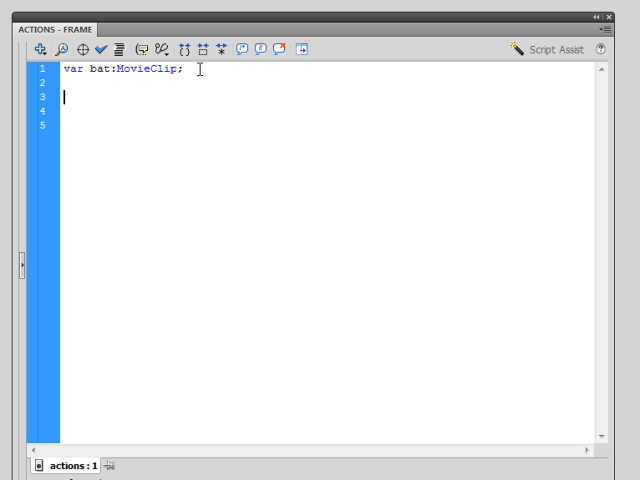 ACTIONS - FRAME
Script Assist
1 var bat:MovieClip;
2
3
4
5
actions : 1